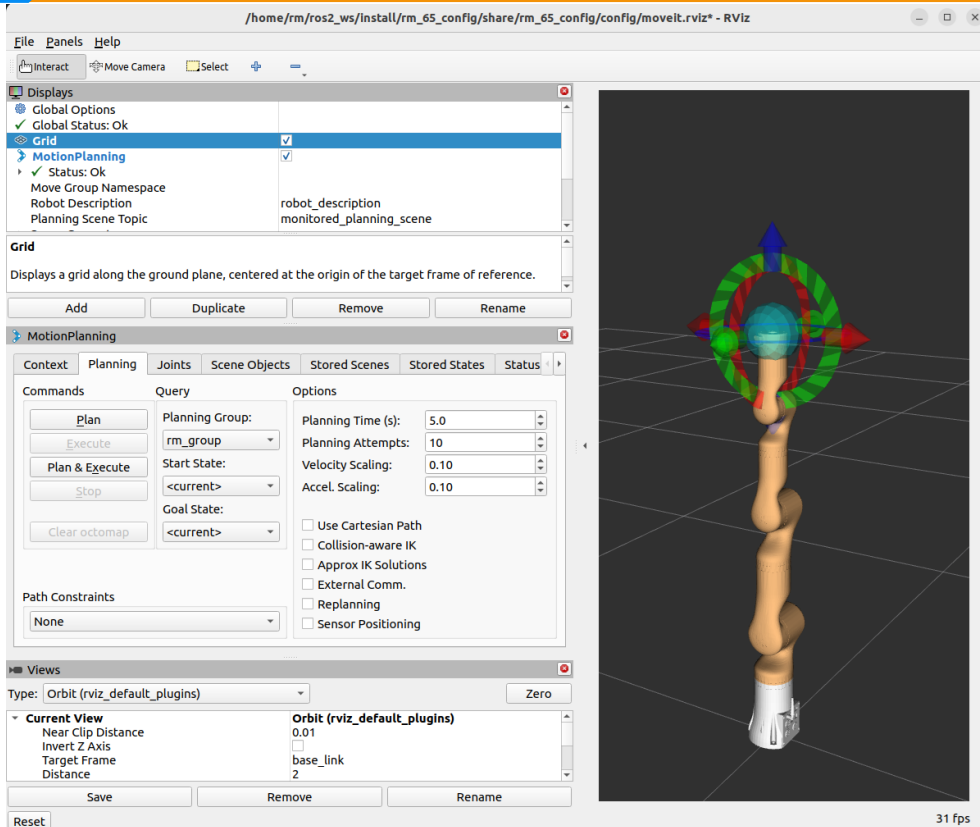 /home/rm/ros2_ws/install/rm_65_config/share/rm_65_config/config/moveit.rviz* - RViz
File Panels Help
Interact Move Camera Select
Displays
Global Options
Global Status: Ok
Grid
MotionPlanning
Status: Ok
Move Group Namespace
Robot Description robot_description
Planning Scene Topic monitored_planning_scene
Grid
Displays a grid along the ground plane, centered at the origin of the target frame of reference.
Add Duplicate Remove Rename
MotionPlanning
Context Planning Joints Scene Objects Stored Scenes Stored States Status
Commands Query Options
Plan Planning Group: Planning Time (s): 5.0
Execute rm_group Planning Attempts: 10
Plan & Execute Start State: Velocity Scaling: 0.10
Stop <current> Accel. Scaling: 0.10
Goal State:
Clear octomap <current> Use Cartesian Path
Collision-aware IK
Approx IK Solutions
External Comm.
Path Constraints Replanning
None Sensor Positioning
Views
Type: Orbit (rviz_default_plugins) Zero
Current View Orbit (rviz_default_plugins)
Near Clip Distance 0.01
Invert Z Axis
Target Frame base_link
Distance 2
Save Remove Rename
Reset 31 fps